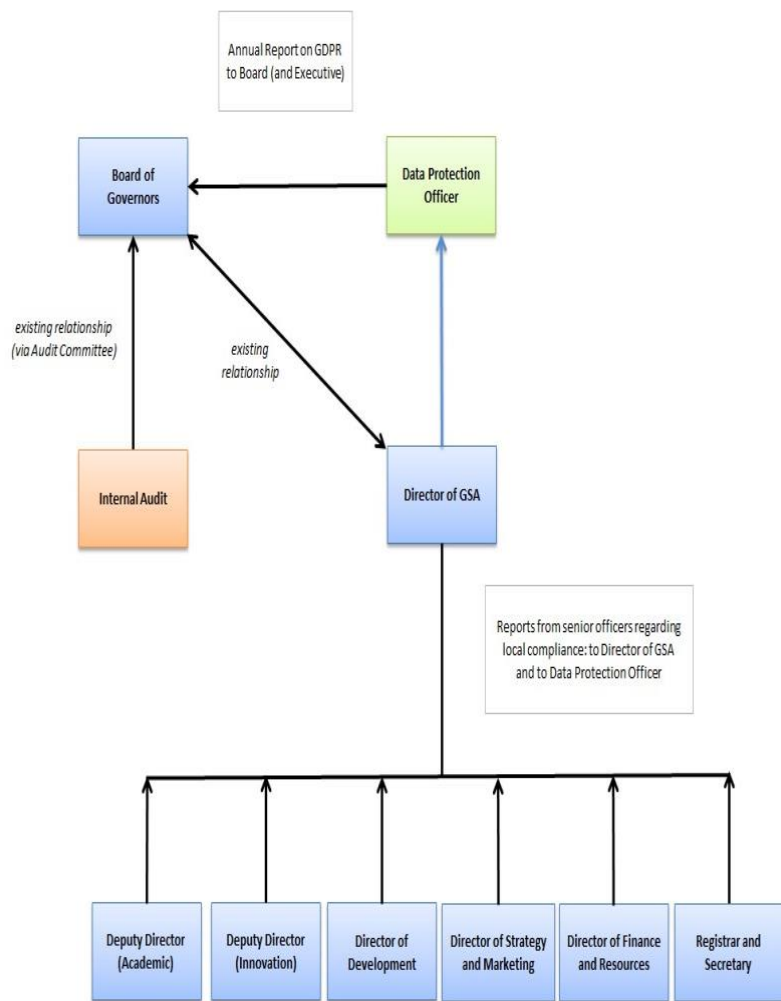 Annual Report on GDPR
to Board (and Executive)
Board of
Governors
Data Protection
Officer
existing relationship
(via Audit Committee)
existing
relationship
Internal Audit
Director of GSA
Reports from senior officers regarding
local compliance: to Director of GSA
and to Data Protection Officer
Deputy Director
(Academic)
Deputy Director
(Innovation)
Director of
Development
Director of Strategy
and Marketing
Director of Finance
and Resources
Registrar and
Secretary